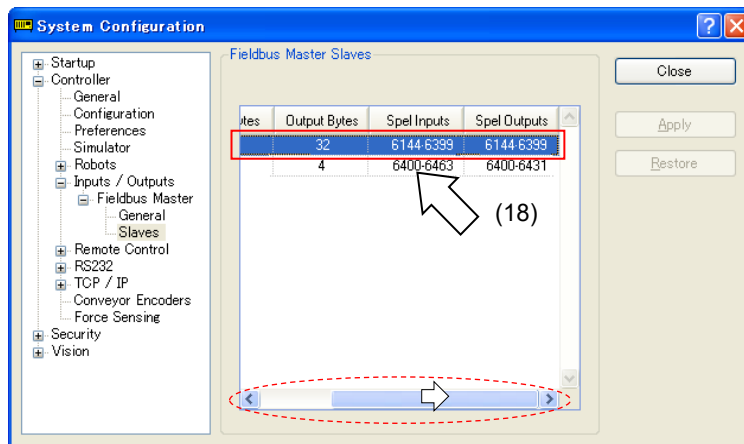 System Configuration
Startup
Controller
General
Configuration
Preferences
Simulator
Robots
Inputs / Outputs
Fieldbus Master
General
Slaves
Remote Control
RS232
TCP / IP
Conveyor Encoders
Force Sensing
Security
Vision
Fieldbus Master Slaves
Output Bytes Spel Inputs Spel Outputs
32 6144-6399 6144-6399
4 6400-6463 6400-6431
(18)
Close
Apply
Restore